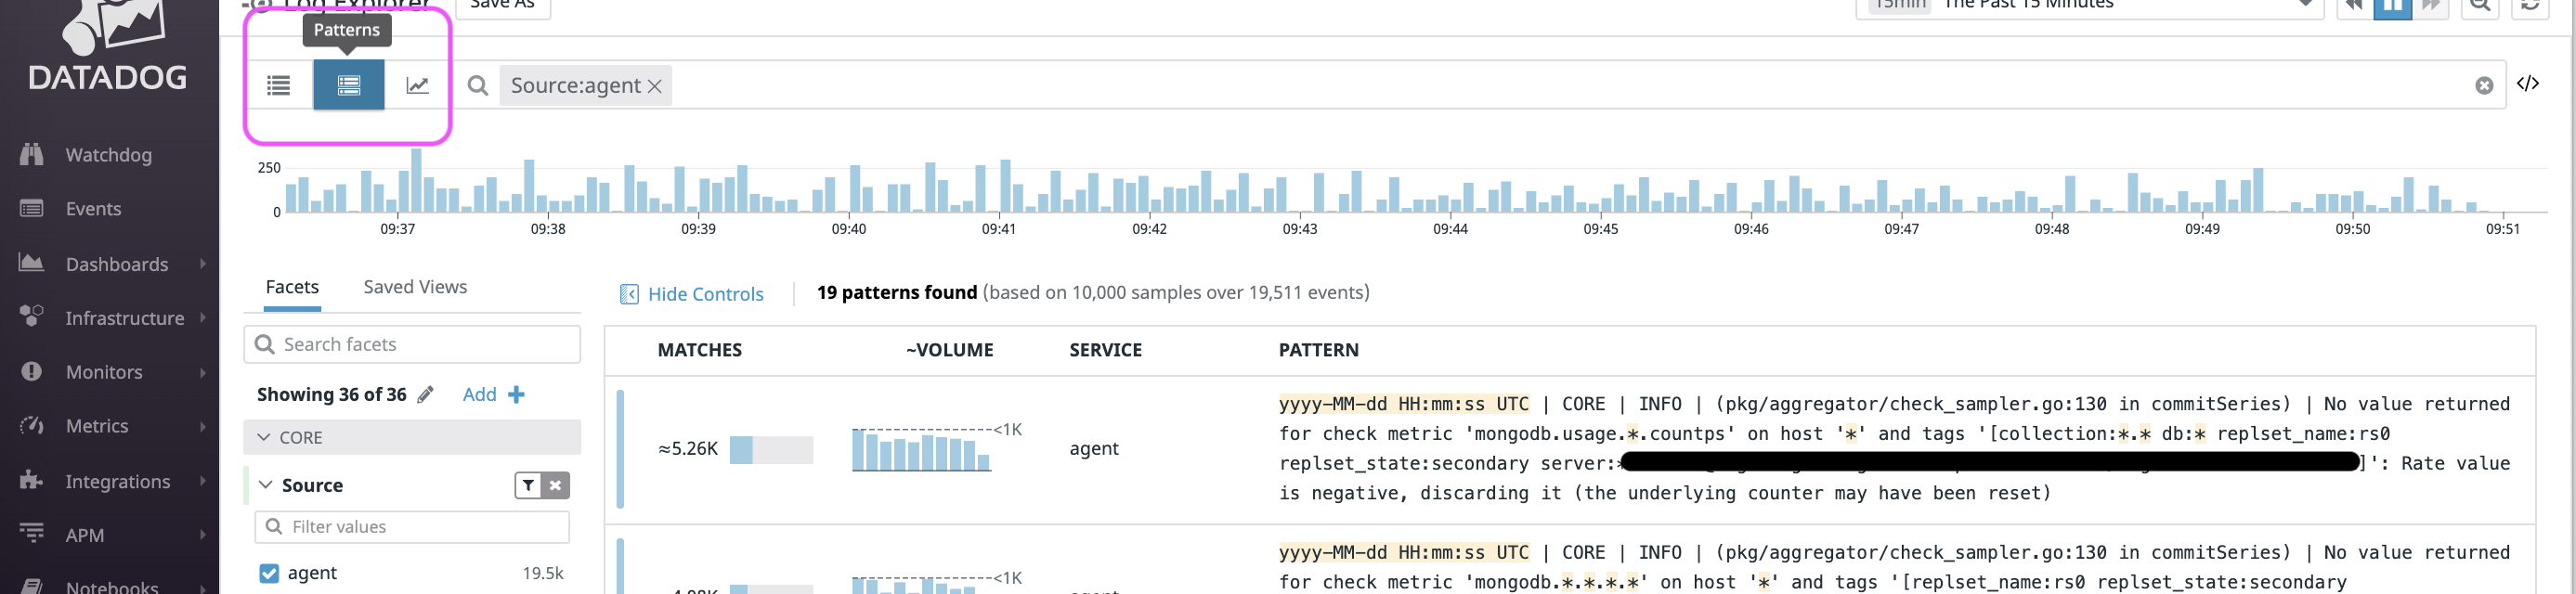 Log Explorer
Save As
15min The Past 15 Minutes
Patterns
DATADOG
Source:agent
</>
Watchdog
Events
Dashboards
Infrastructure
Monitors
Metrics
Integrations
APM
Notebooks
250
0
09:37 09:38 09:39 09:40 09:41 09:42 09:43 09:44 09:45 09:46 09:47 09:48 09:49 09:50 09:51
Facets Saved Views
Search facets
Showing 36 of 36 Add
CORE
Source
Filter values
agent 19.5k
Hide Controls 19 patterns found (based on 10,000 samples over 19,511 events)
MATCHES ~VOLUME SERVICE PATTERN
≈5.26K <1K agent
yyyy-MM-dd HH:mm:ss UTC | CORE | INFO | (pkg/aggregator/check_sampler.go:130 in commitSeries) | No value returned
for check metric 'mongodb.usage.*.countps' on host '*' and tags '[collection:*.* db:* replset_name:rs0
replset_state:secondary server:* ]': Rate value
is negative, discarding it (the underlying counter may have been reset)
<1K agent
yyyy-MM-dd HH:mm:ss UTC | CORE | INFO | (pkg/aggregator/check_sampler.go:130 in commitSeries) | No value returned
for check metric 'mongodb.*.*.*.*' on host '*' and tags '[replset_name:rs0 replset_state:secondary